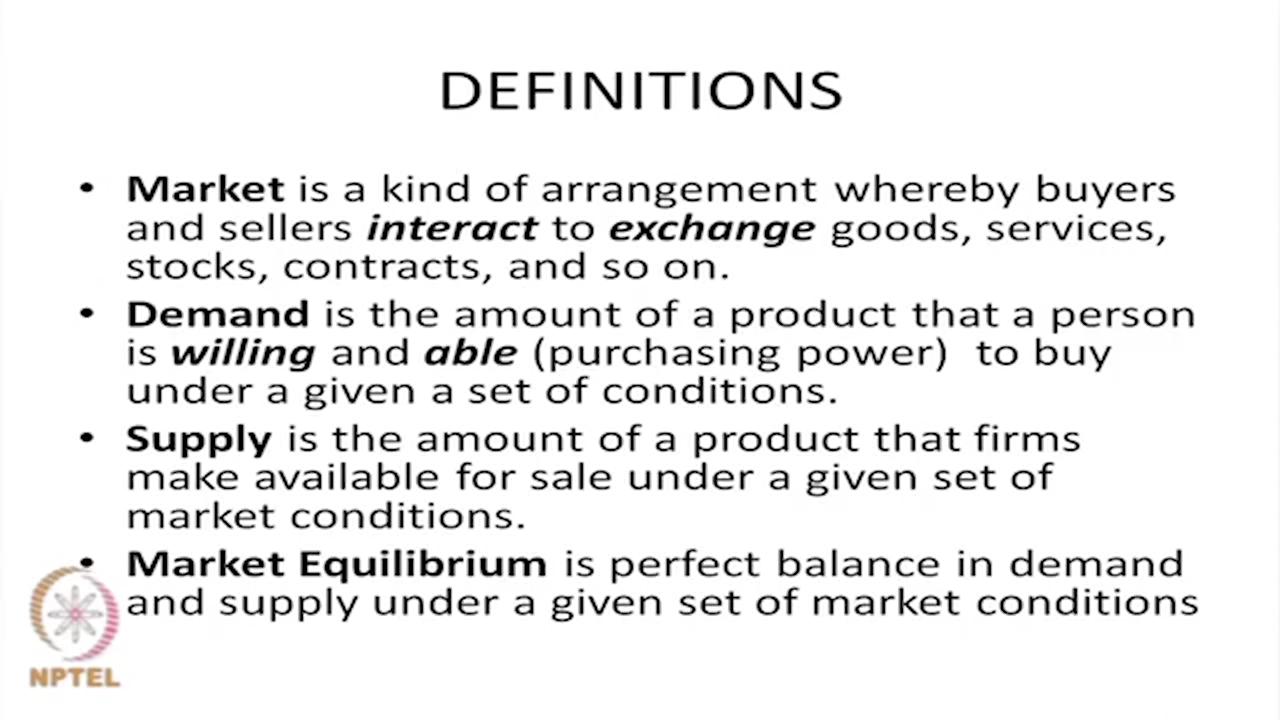 DEFINITIONS
• Market is a kind of arrangement whereby buyers
and sellers interact to exchange goods, services,
stocks, contracts, and so on.
• Demand is the amount of a product that a person
is willing and able (purchasing power)  to buy
under a given a set of conditions.
• Supply is the amount of a product that firms
make available for sale under a given set of
market conditions.
• Market Equilibrium is perfect balance in demand
and supply under a given set of market conditions
NPTEL